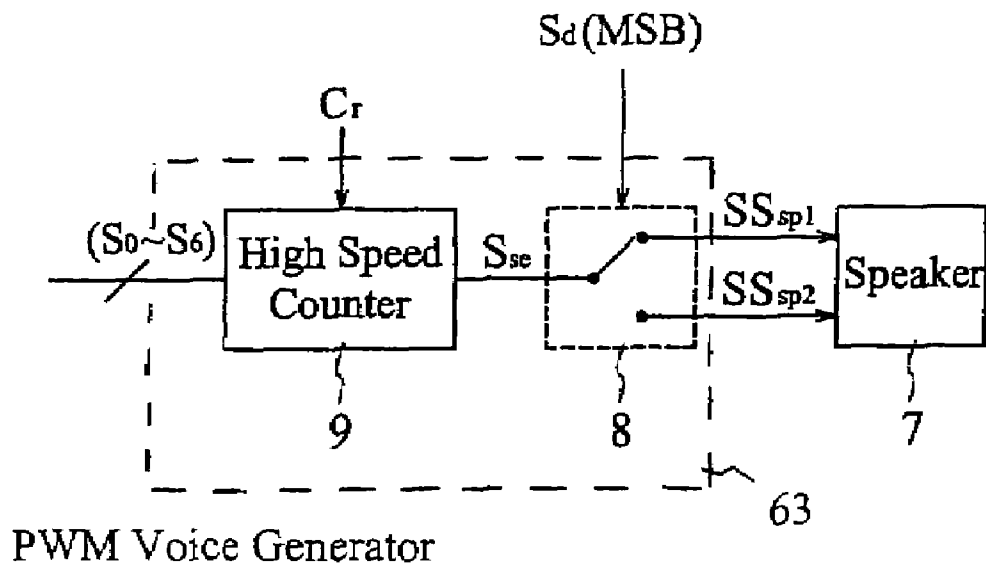 Sd(MSB)
Cr
(S0~S6)
High Speed
Counter
Sse
SSsp1
SSsp2
Speaker
9
8
7
63
PWM Voice Generator